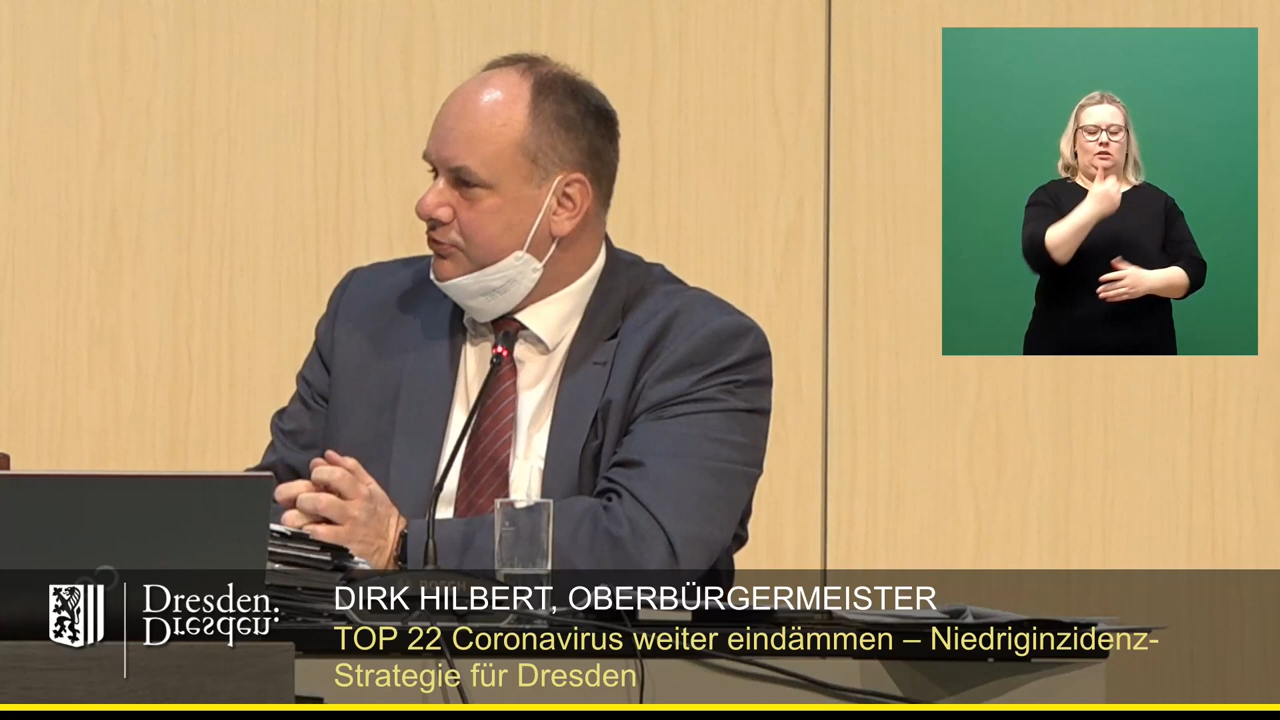 Dresden.
DIRK HILBERT, OBERBÜRGERMEISTER
TOP 22 Coronavirus weiter eindämmen – Niedriginzidenz-
Strategie für Dresden